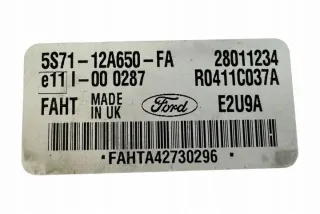 5S71-12A650-FA 28011234
e11 I-00 0287 R0411C037A
FAHT MADE IN UK Ford E2U9A
*FAHTA42730296*